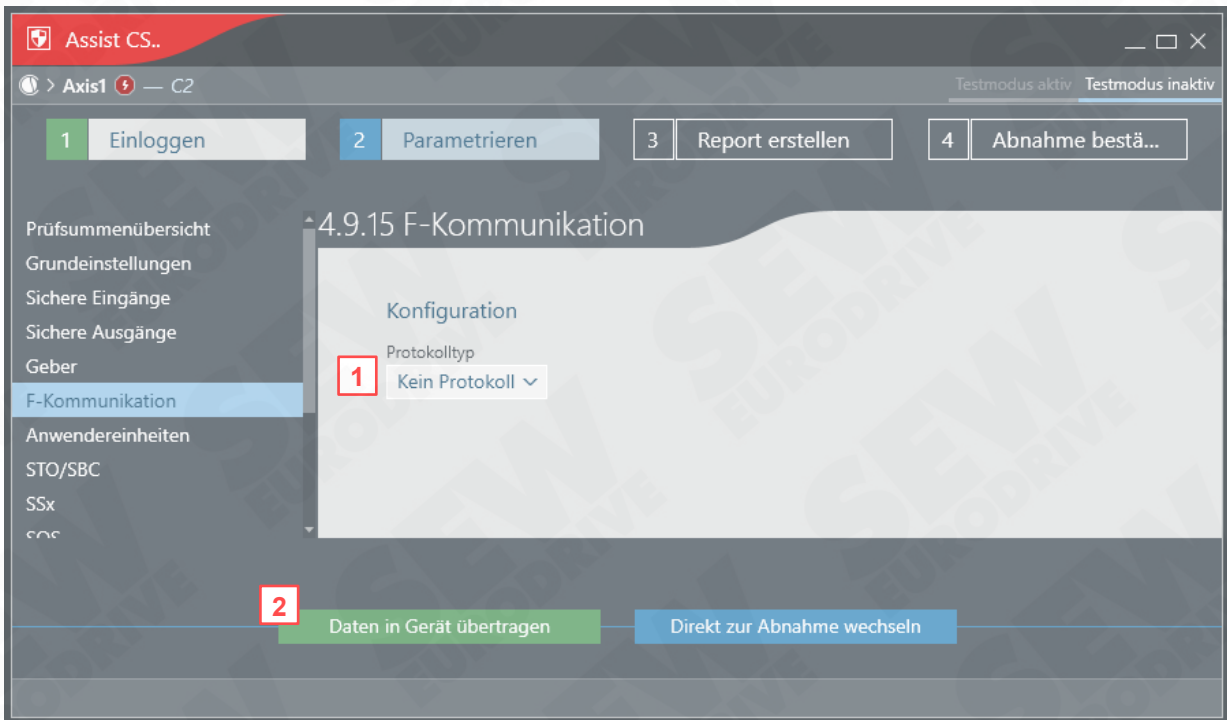 Assist CS..
Axis1 — C2
Testmodus aktiv Testmodus inaktiv
1 Einloggen
2 Parametrieren
3 Report erstellen
4 Abnahme bestä...
Prüfsummenübersicht
Grundeinstellungen
Sichere Eingänge
Sichere Ausgänge
Geber
F-Kommunikation
Anwendereinheiten
STO/SBC
SSx
SOS
4.9.15 F-Kommunikation
Konfiguration
Protokolltyp
1
Kein Protokoll
2
Daten in Gerät übertragen
Direkt zur Abnahme wechseln
SEW
EURODRIVE